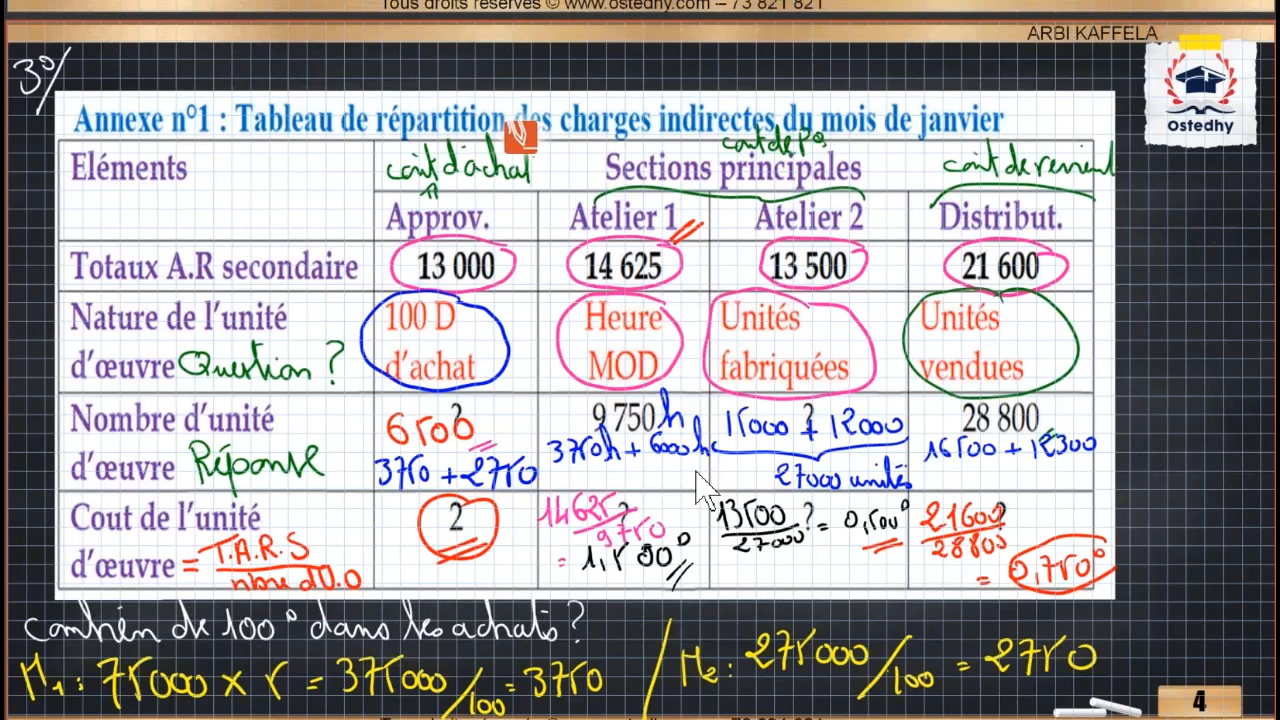 Tous droits réservés © www.ostedhy.com – 73 821 821
ARBI KAFFELA
3°/
Ostedhy
Annexe n°1 : Tableau de répartition des charges indirectes du mois de janvier
Eléments
coût d'achat
Sections principales
coût de P°
coût de revient
Approv.
Atelier 1
Atelier 2
Distribut.
Totaux A.R secondaire
13 000
14 625
13 500
21 600
Nature de l'unité d'œuvre
Question ?
100 D d'achat
Heure MOD
Unités fabriquées
Unités vendues
Nombre d'unité d'œuvre
Réponse
?
6500
3750 + 2750
9 750 h
3750h + 6000h
?
15000 + 12000
27000 unités
28 800
16500 + 12300
Cout de l'unité d'œuvre
= T.A.R.S / nbre d'U.O
2
?
14625 / 9750
= 1,500D
?
13500 / 27000 = 0,500D
?
21600 / 28800
= 0,750D
combien de 100D dans les achats ?
M1 : 75000 x 5 = 375000/100 = 3750 / M2 : 275000/100 = 2750
4